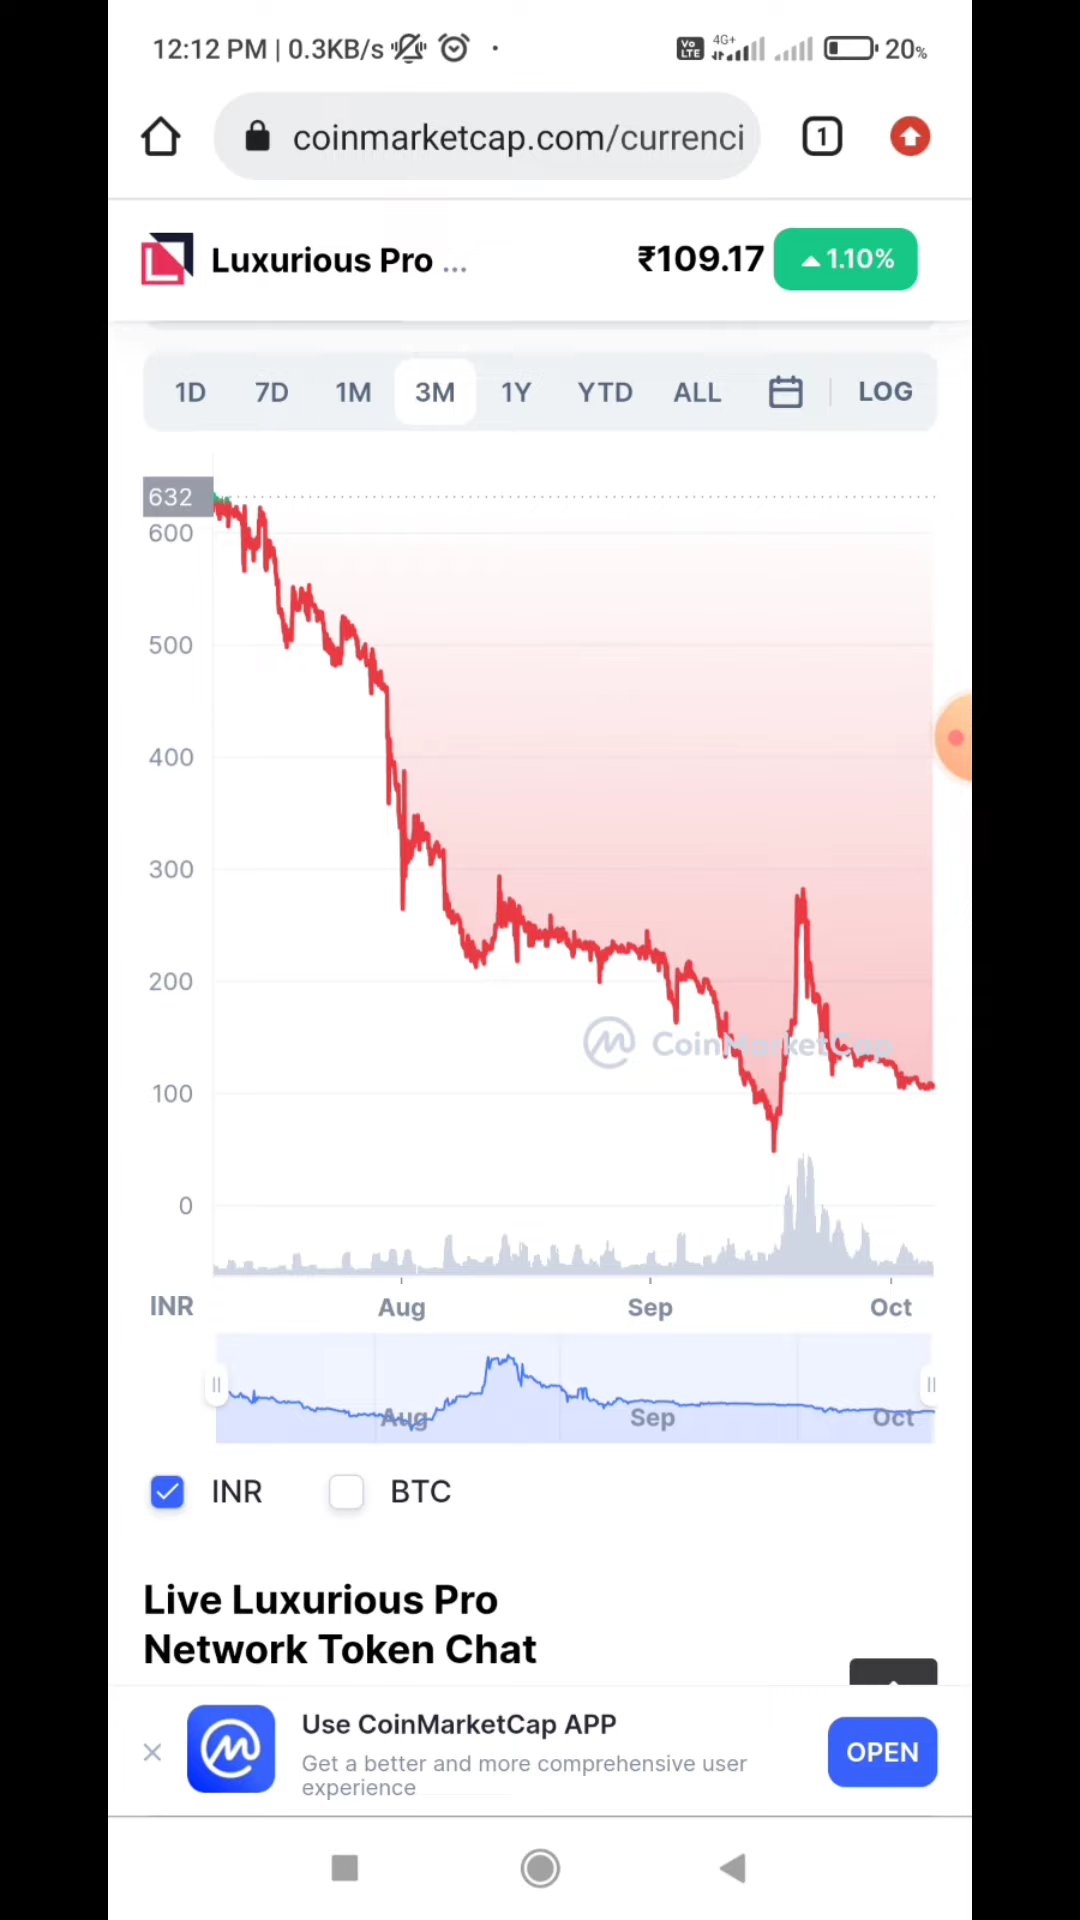 12:12 PM | 0.3KB/s
Vo LTE 4G+ 20%
coinmarketcap.com/currenci
1
Luxurious Pro ... ₹109.17 1.10%
1D 7D 1M 3M 1Y YTD ALL LOG
632
600
500
400
300
200
CoinMarketCap
100
0
INR Aug Sep Oct
Aug Sep Oct
INR BTC
Live Luxurious Pro
Network Token Chat
Use CoinMarketCap APP
Get a better and more comprehensive user
experience
OPEN